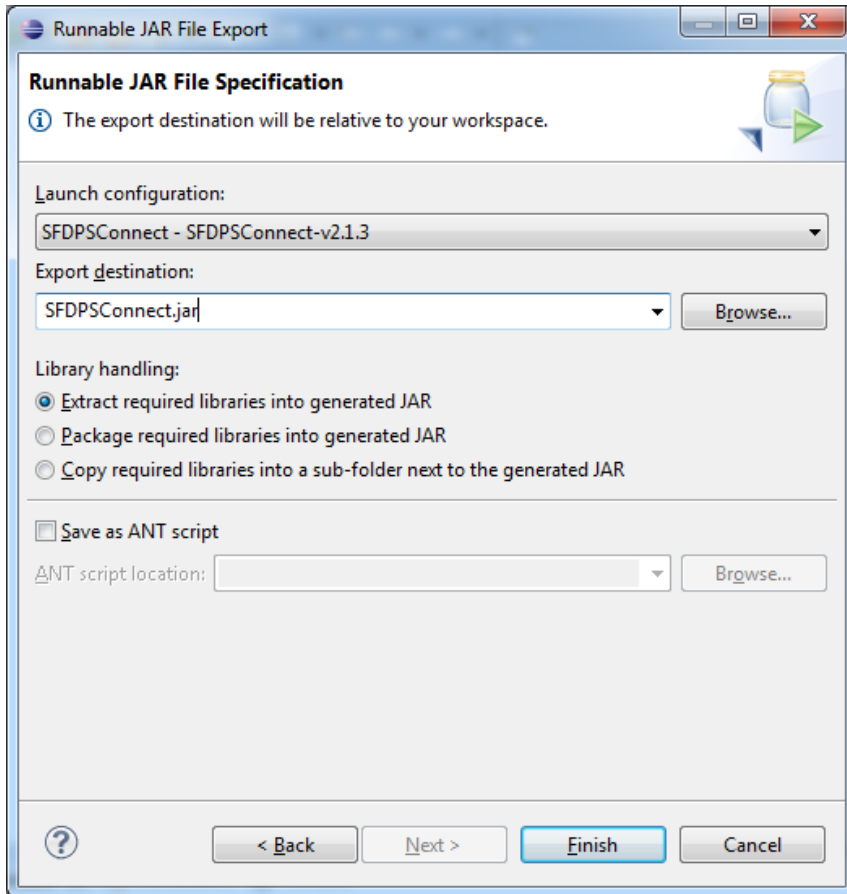 Runnable JAR File Export
Runnable JAR File Specification
The export destination will be relative to your workspace.
Launch configuration:
SFDPSConnect - SFDPSConnect-v2.1.3
Export destination:
SFDPSConnect.jar
Browse...
Library handling:
Extract required libraries into generated JAR
Package required libraries into generated JAR
Copy required libraries into a sub-folder next to the generated JAR
Save as ANT script
ANT script location:
Browse...
< Back
Next >
Finish
Cancel